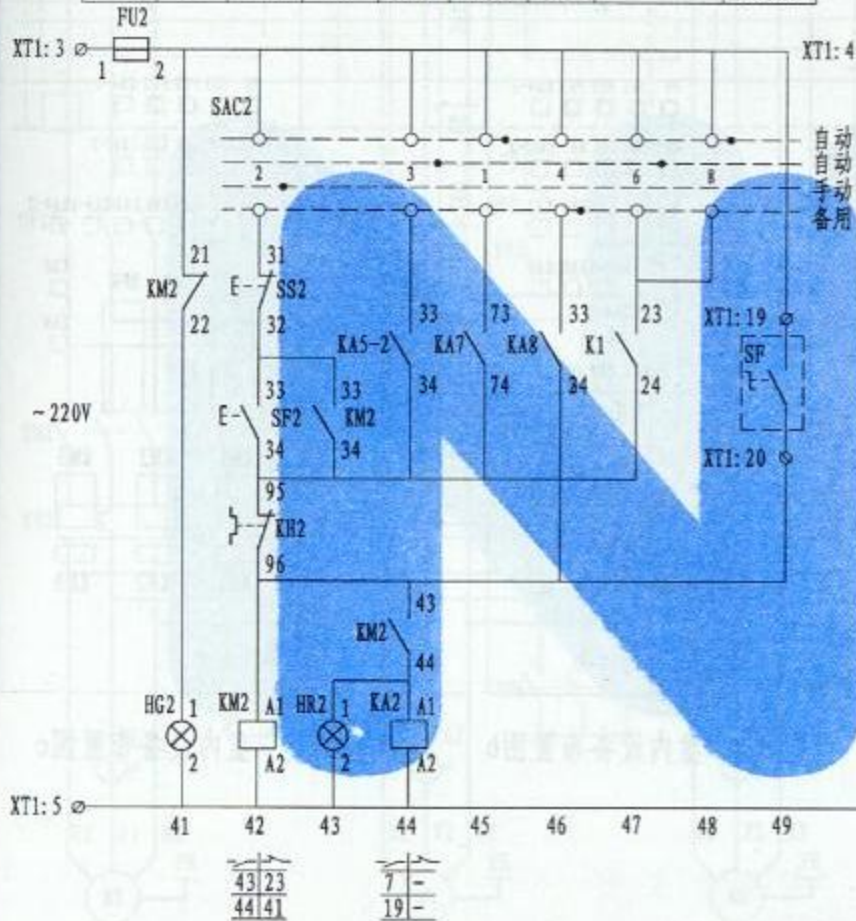 FU2
XT1:3
XT1:4
1 2
SAC2
自动
自动
2 3 1 4 6 8
手动
备用
21 31
KM2 E SS2
22 32
33 73 33 23 XT1:19
KA5-2 KA7 KA8 K1 SF
34 74 34 24
33 33
~220V
E SF2 KM2
34 34
XT1:20
95
KH2
96
43
KM2
44
HG2 1 KM2 A1 HR2 1 KA2 A1
2 A2 2 A2
XT1:5
41 42 43 44 45 46 47 48 49
43 23 7 -
44 41 19 -